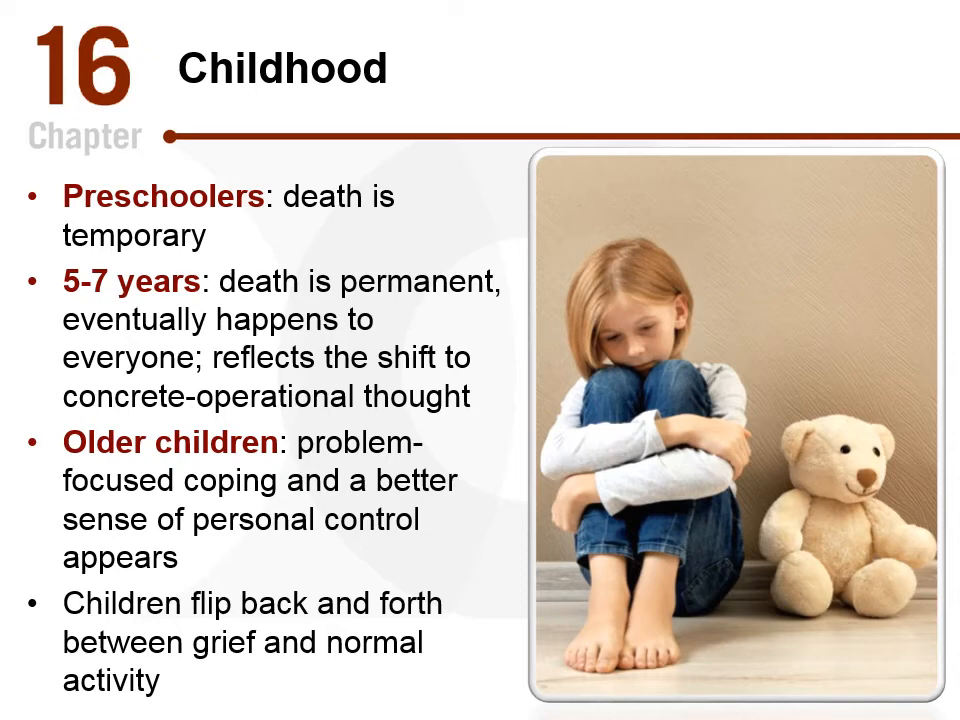 16
Chapter
Childhood
• Preschoolers: death is
temporary
• 5-7 years: death is permanent,
eventually happens to
everyone; reflects the shift to
concrete-operational thought
• Older children: problem-
focused coping and a better
sense of personal control
appears
• Children flip back and forth
between grief and normal
activity